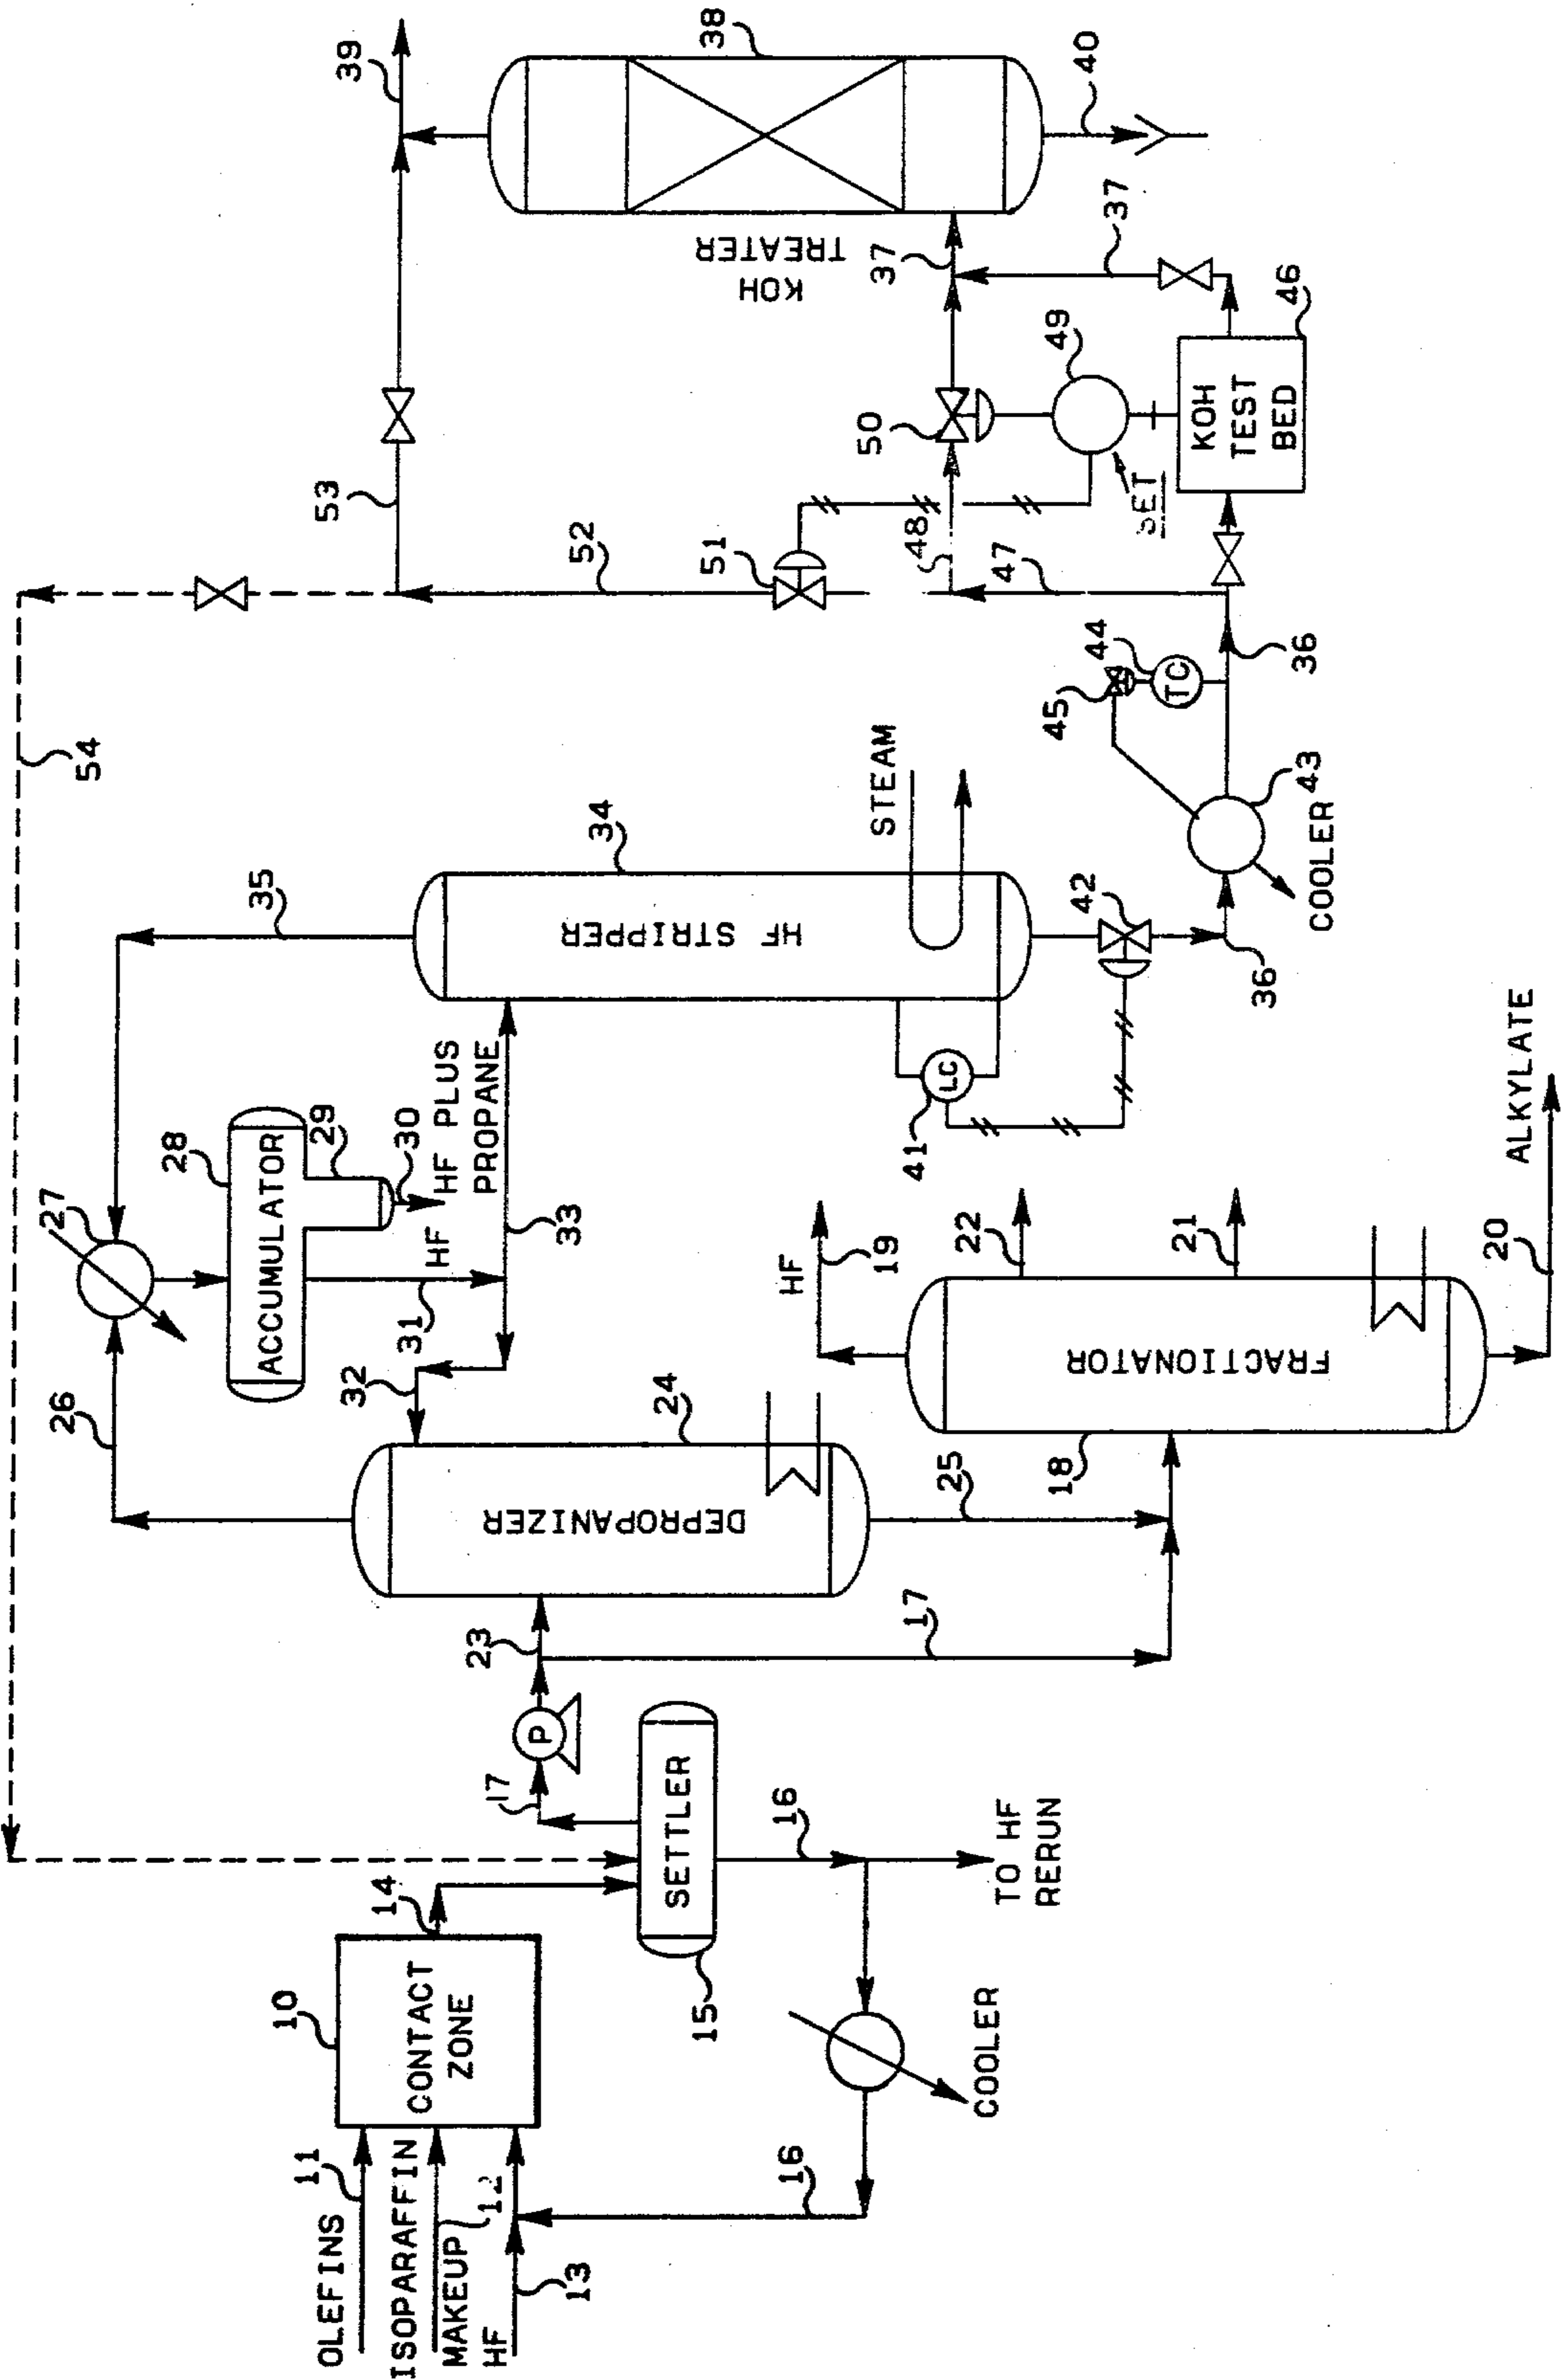 OLEFINS
11
ISOPARAFFIN
12
MAKEUP
HF
13
10
CONTACT
ZONE
14
16
COOLER
15
SETTLER
16
TO HF
RERUN
17
P
23
17
DEPROPANIZER
24
25
26
27
28
ACCUMULATOR
29
30
HF
31
32
33
HF PLUS
PROPANE
18
FRACTIONATOR
HF
19
22
21
20
ALKYLATE
35
34
HF STRIPPER
STEAM
LC
41
42
36
COOLER
43
45
44
TC
36
54
53
52
51
47
48
50
49
KOH
TEST
BED
46
37
37
KOH
TREATER
38
39
40